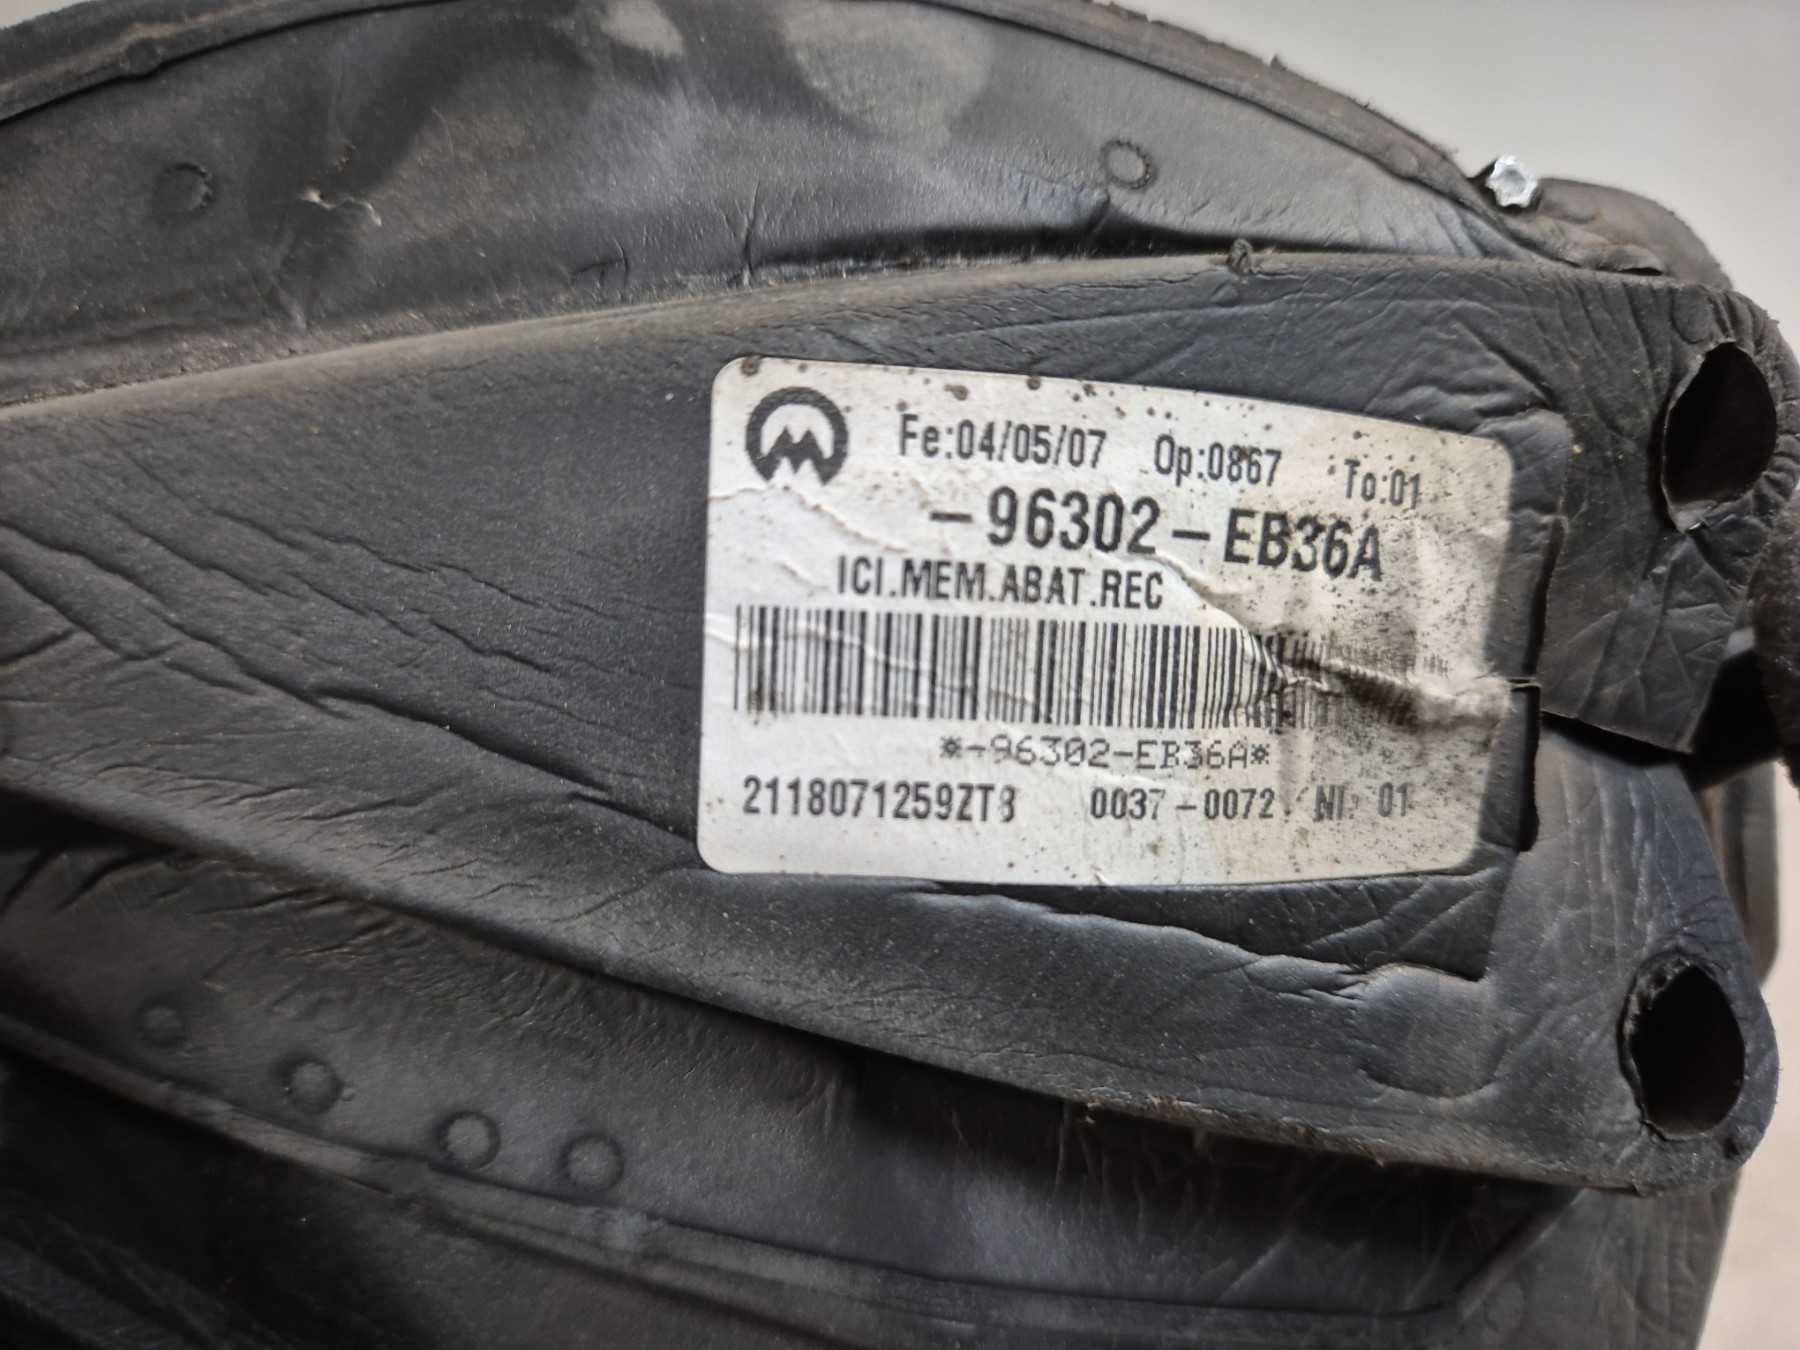 Fe:04/05/07 Op:0867 To:01
-96302-EB36A
ICI.MEM.ABAT.REC
*-96302-EB36A*
2118071259ZT8 0037-0072. NI: 01